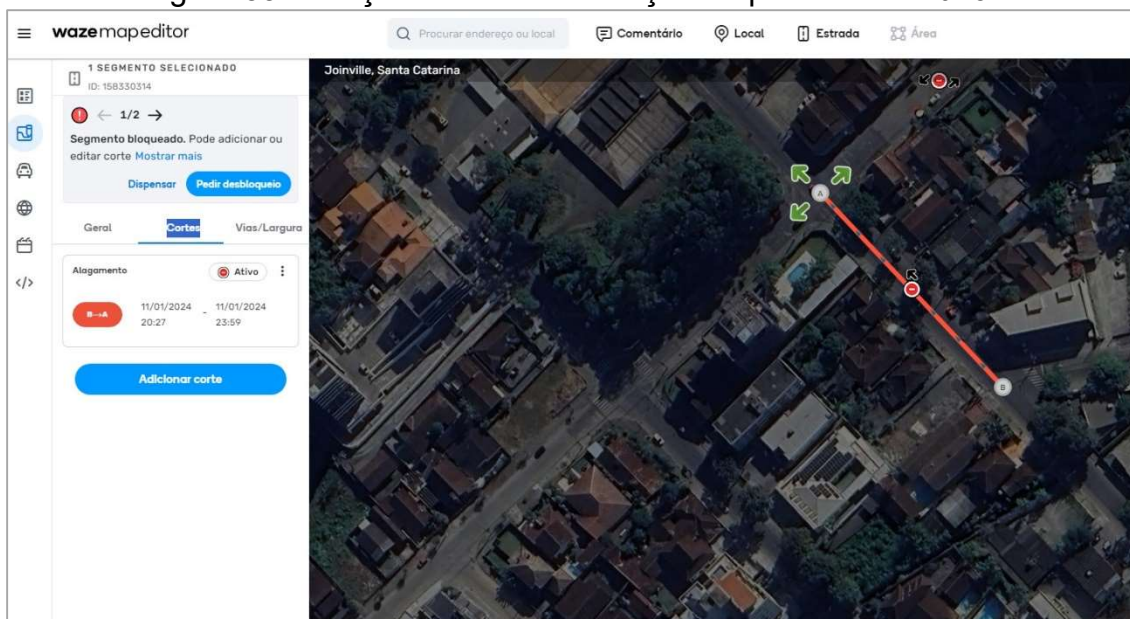 wazemapeditor
Procurar endereço ou local
Comentário
Local
Estrada
Área
1 SEGMENTO SELECIONADO
ID: 158330314
1/2
Segmento bloqueado. Pode adicionar ou
editar corte Mostrar mais
Dispensar
Pedir desbloqueio
Geral
Cortes
Vias/Largura
Alagamento
Ativo
B→A
11/01/2024 - 11/01/2024
20:27 23:59
Adicionar corte
Joinville, Santa Catarina
A
B